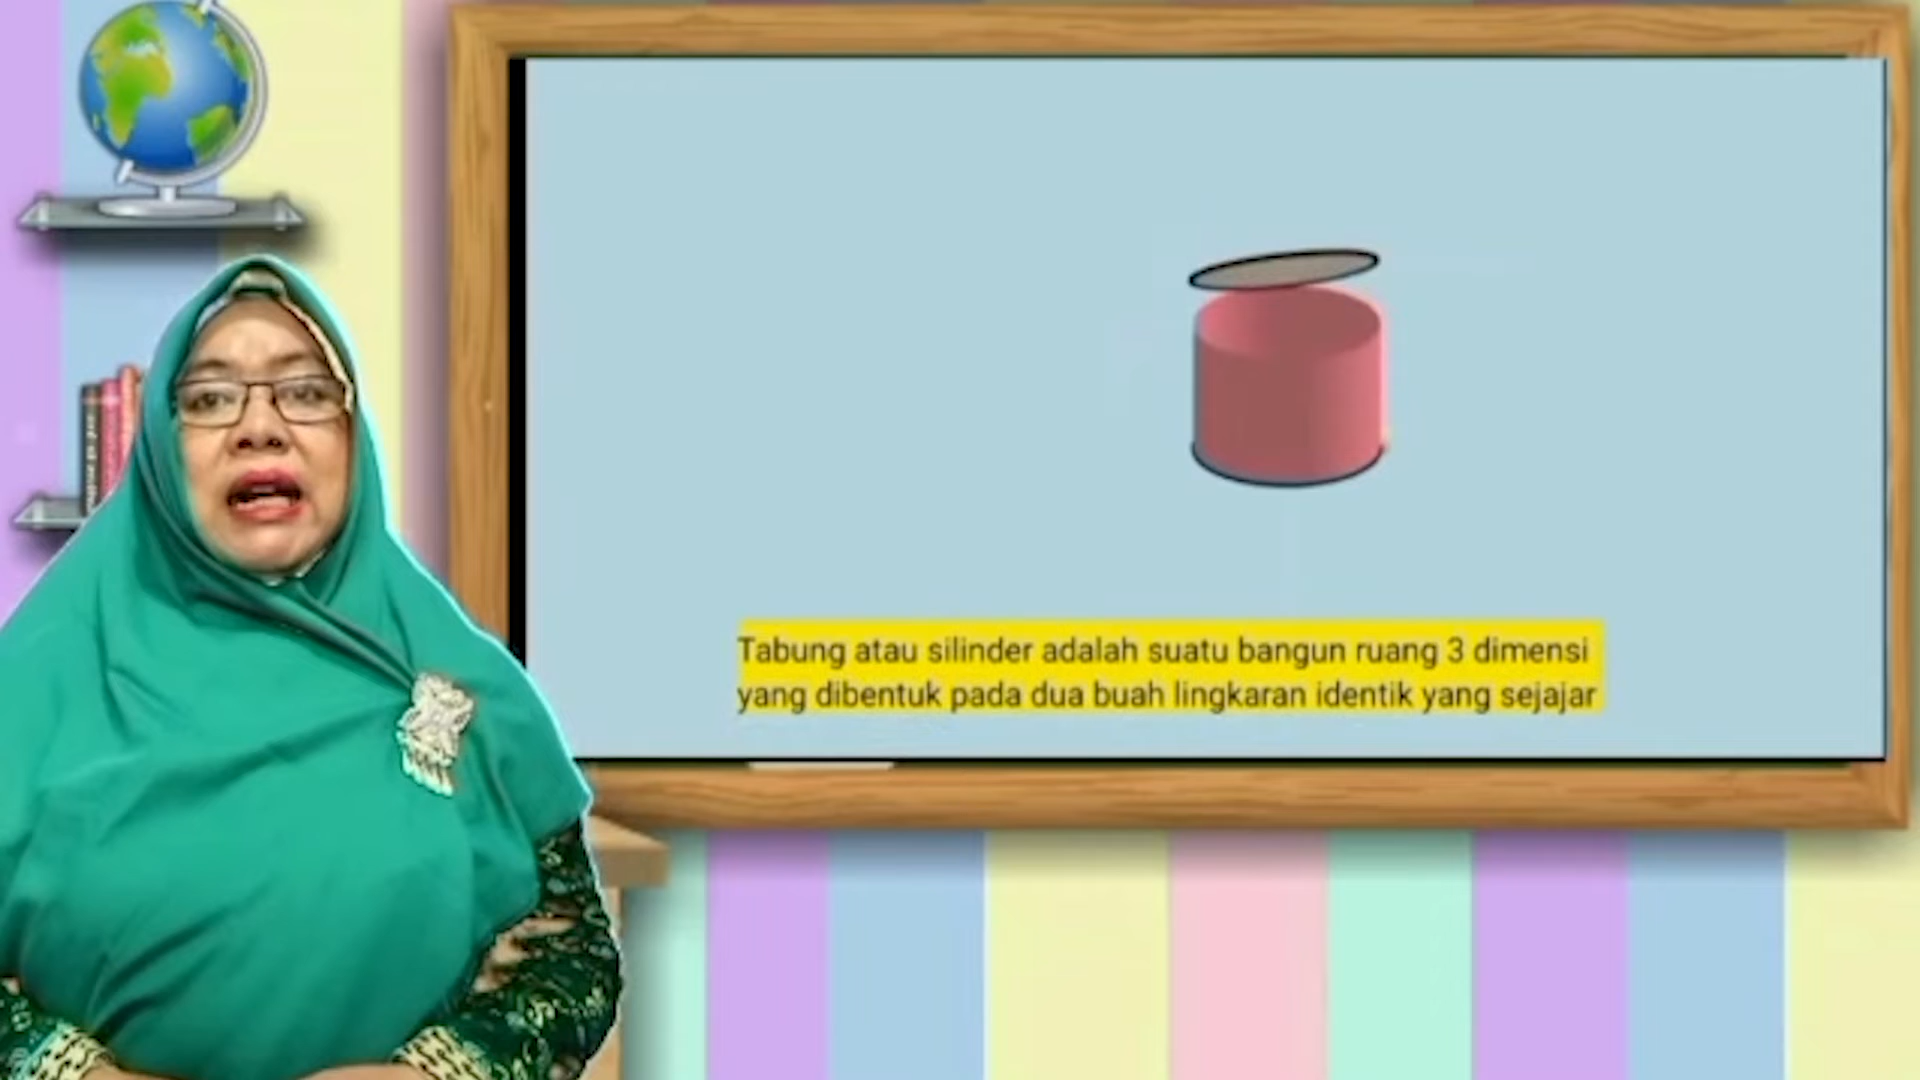 Tabung atau silinder adalah suatu bangun ruang 3 dimensi
yang dibentuk pada dua buah lingkaran identik yang sejajar